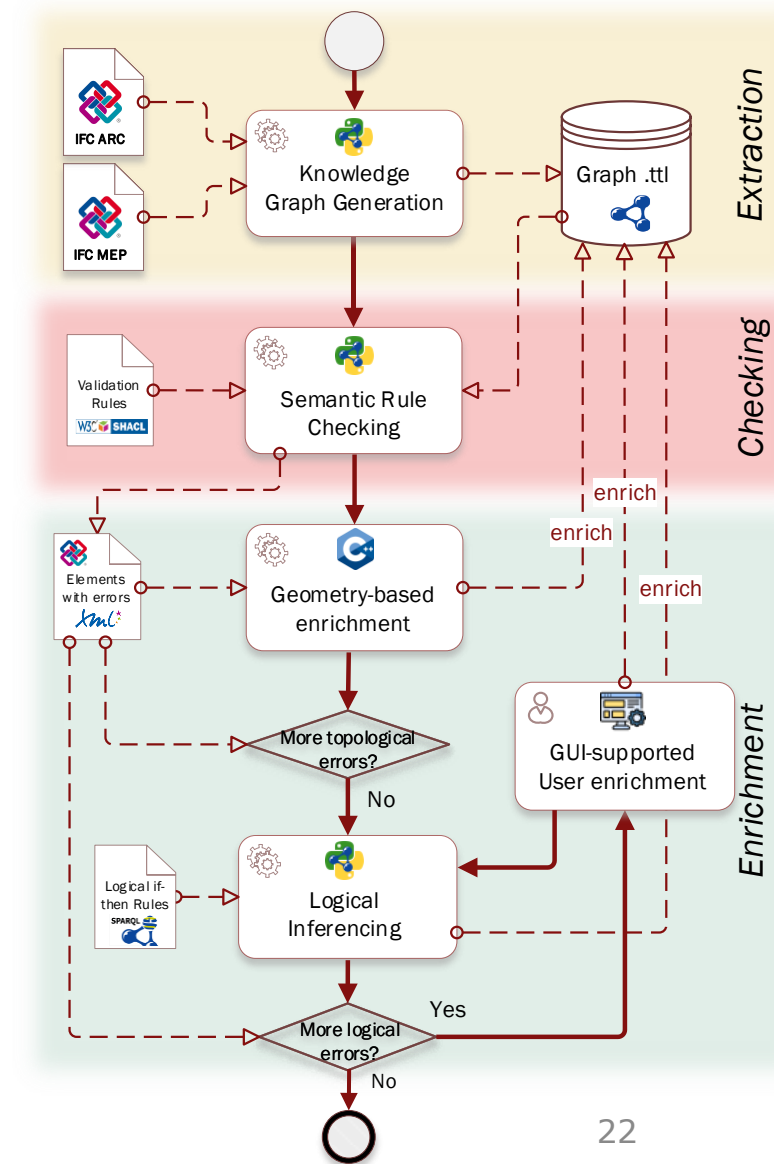 IFC ARC
IFC MEP
Knowledge
Graph Generation
Graph .ttl
Extraction
Validation
Rules
W3C SHACL
Semantic Rule
Checking
Checking
enrich
enrich
enrich
Elements
with errors
Xml
C++
Geometry-based
enrichment
More topological
errors?
No
GUI-supported
User enrichment
Enrichment
Logical if-
then Rules
SPARQL
Logical
Inferencing
More logical
errors?
Yes
No
22